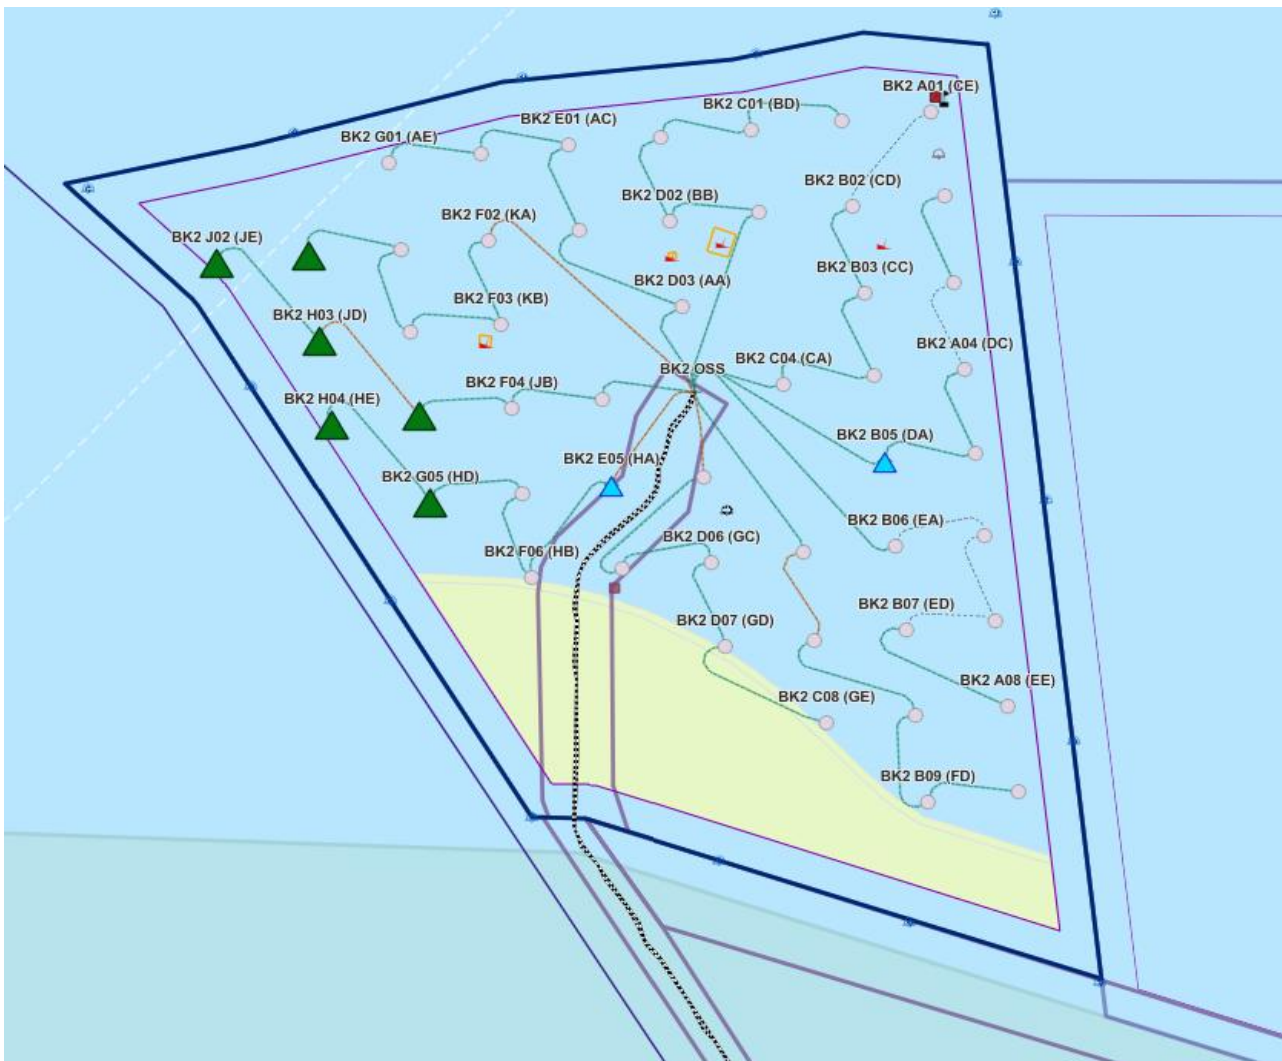 BK2 A01 (CE)
BK2 C01 (BD)
BK2 E01 (AC)
BK2 G01 (AE)
BK2 B02 (CD)
BK2 D02 (BB)
BK2 F02 (KA)
BK2 J02 (JE)
BK2 B03 (CC)
BK2 D03 (AA)
BK2 F03 (KB)
BK2 H03 (JD)
BK2 A04 (DC)
BK2 C04 (CA)
BK2 OSS
BK2 F04 (JB)
BK2 H04 (HE)
BK2 B05 (DA)
BK2 E05 (HA)
BK2 G05 (HD)
BK2 B06 (EA)
BK2 D06 (GC)
BK2 F06 (HB)
BK2 B07 (ED)
BK2 D07 (GD)
BK2 A08 (EE)
BK2 C08 (GE)
BK2 B09 (FD)